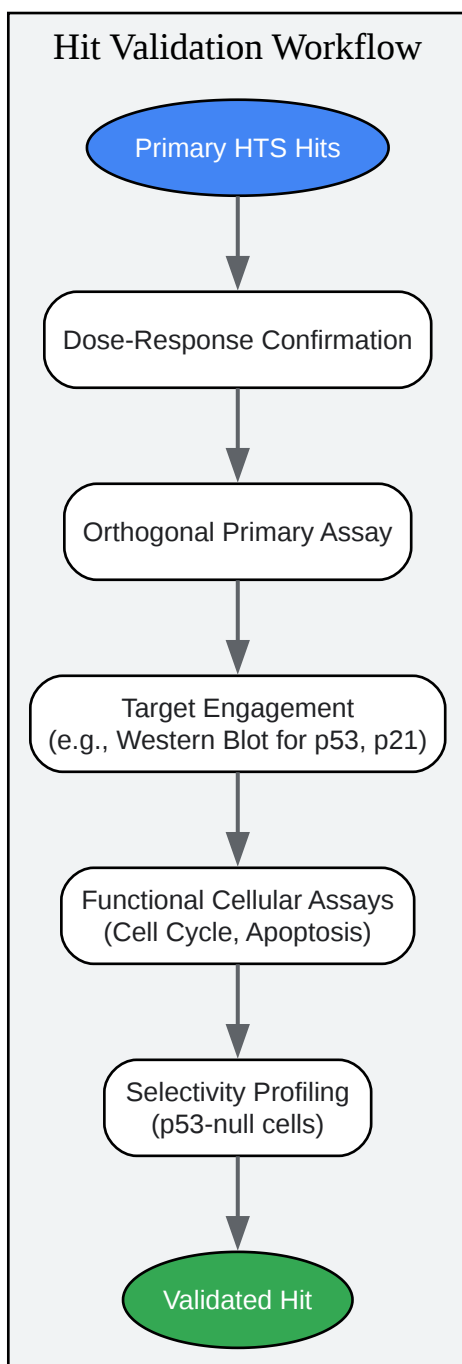 Hit Validation Workflow
Primary HTS Hits
Dose-Response Confirmation
Orthogonal Primary Assay
Target Engagement
(e.g., Western Blot for p53, p21)
Functional Cellular Assays
(Cell Cycle, Apoptosis)
Selectivity Profiling
(p53-null cells)
Validated Hit